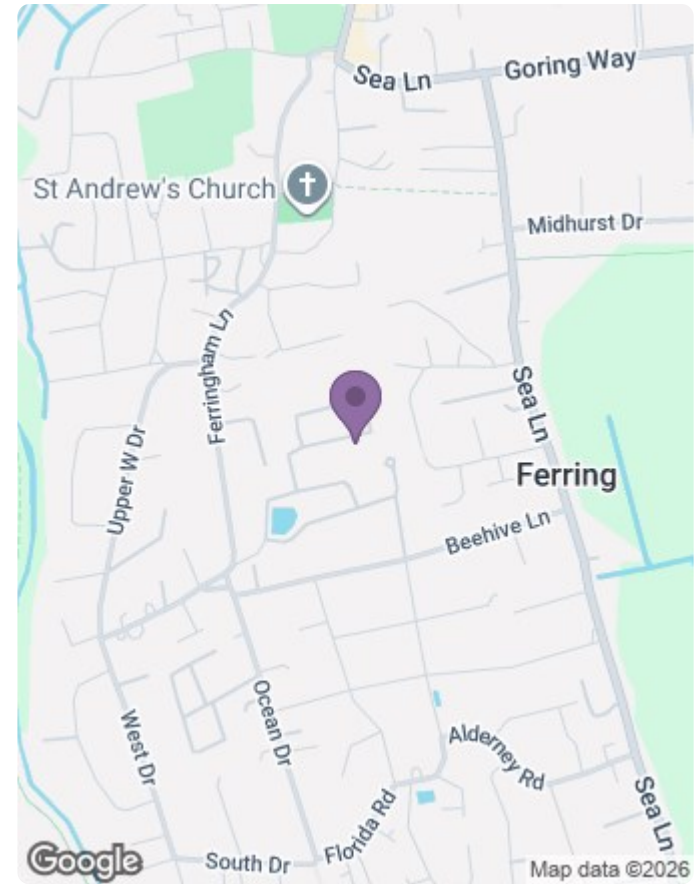 Sea Ln
Goring Way
St Andrew's Church
Midhurst Dr
Ferringham Ln
Sea Ln
Upper W Dr
Ferring
Beehive Ln
Ocean Dr
West Dr
Alderney Rd
Florida Rd
Sea Ln
South Dr
Google
Map data ©2026